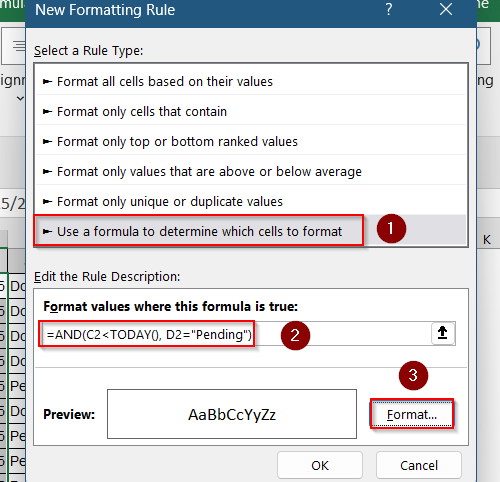 New Formatting Rule
?
Select a Rule Type:
► Format all cells based on their values
► Format only cells that contain
► Format only top or bottom ranked values
► Format only values that are above or below average
► Format only unique or duplicate values
► Use a formula to determine which cells to format
1
K
Edit the Rule Description:
Format values where this formula is true:
=AND(C2<TODAY(), D2="Pending")
2
3
Preview:
AaBbCcYyZz
Format...
OK
Cancel